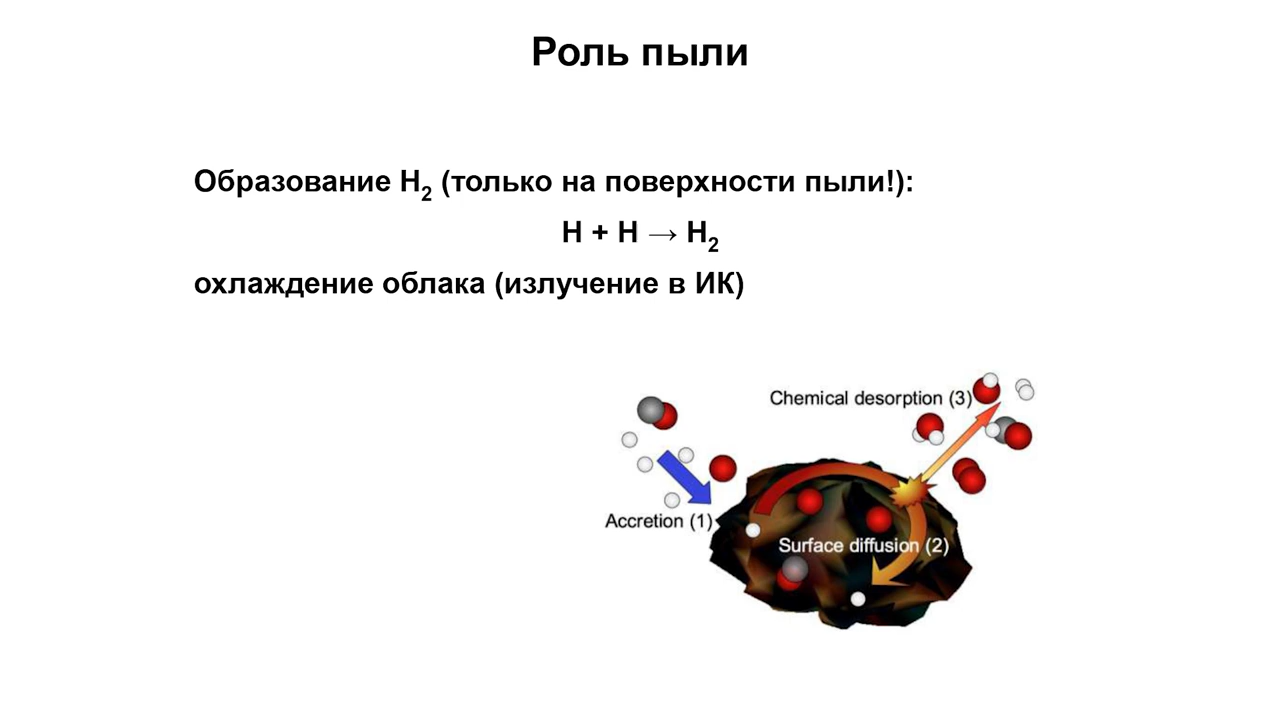 Роль пыли
Образование H₂ (только на поверхности пыли!):
H + H → H₂
охлаждение облака (излучение в ИК)
Chemical desorption (3)
Accretion (1)
Surface diffusion (2)